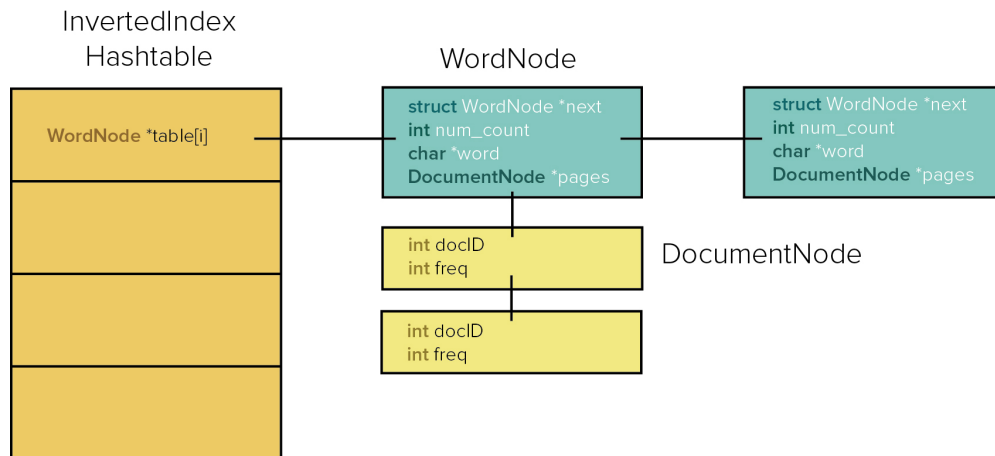 InvertedIndex
Hashtable
WordNode *table[i]
WordNode
struct WordNode *next
int num_count
char *word
DocumentNode *pages
struct WordNode *next
int num_count
char *word
DocumentNode *pages
int docID
int freq
DocumentNode
int docID
int freq